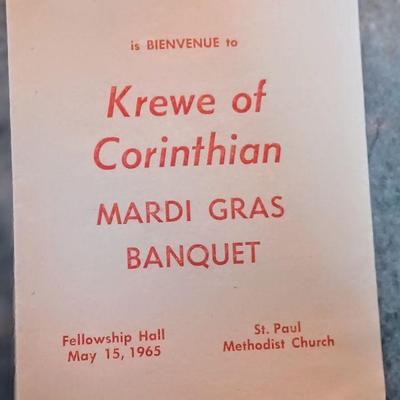 is BIENVENUE to
Krewe of
Corinthian
MARDI GRAS
BANQUET
Fellowship Hall
May 15, 1965
St. Paul
Methodist Church